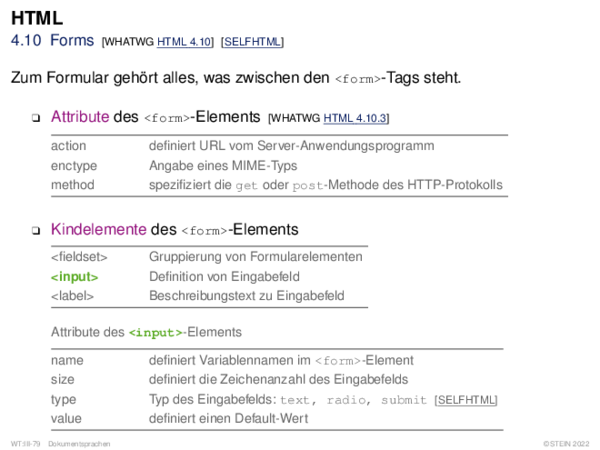 HTML
4.10 Forms [WHATWG HTML 4.10] [SELFHTML]
Zum Formular gehört alles, was zwischen den <form>-Tags steht.
❑ Attribute des <form>-Elements [WHATWG HTML 4.10.3]
action definiert URL vom Server-Anwendungsprogramm
enctype Angabe eines MIME-Typs
method spezifiziert die get oder post-Methode des HTTP-Protokolls
❑ Kindelemente des <form>-Elements
<fieldset> Gruppierung von Formularelementen
<input> Definition von Eingabefeld
<label> Beschreibungstext zu Eingabefeld
Attribute des <input>-Elements
name definiert Variablennamen im <form>-Element
size definiert die Zeichenanzahl des Eingabefelds
type Typ des Eingabefelds: text, radio, submit [SELFHTML]
value definiert einen Default-Wert
WT:III-79 Dokumentsprachen ©STEIN 2022